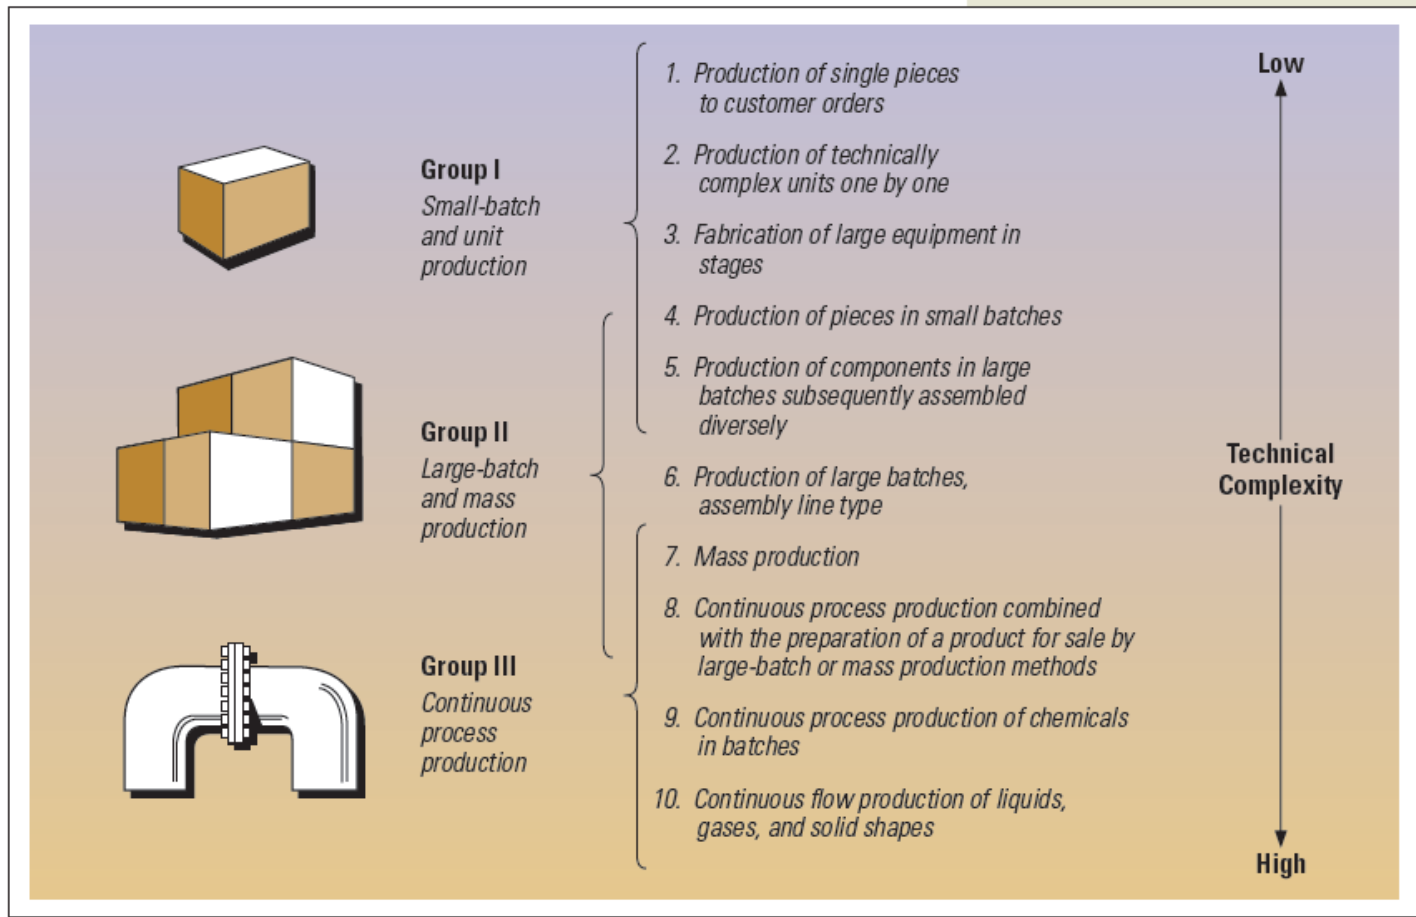 Group I
Small-batch
and unit
production
Group II
Large-batch
and mass
production
Group III
Continuous
process
production
1. Production of single pieces
to customer orders
2. Production of technically
complex units one by one
3. Fabrication of large equipment in
stages
4. Production of pieces in small batches
5. Production of components in large
batches subsequently assembled
diversely
6. Production of large batches,
assembly line type
7. Mass production
8. Continuous process production combined
with the preparation of a product for sale by
large-batch or mass production methods
9. Continuous process production of chemicals
in batches
10. Continuous flow production of liquids,
gases, and solid shapes
Low
Technical
Complexity
High